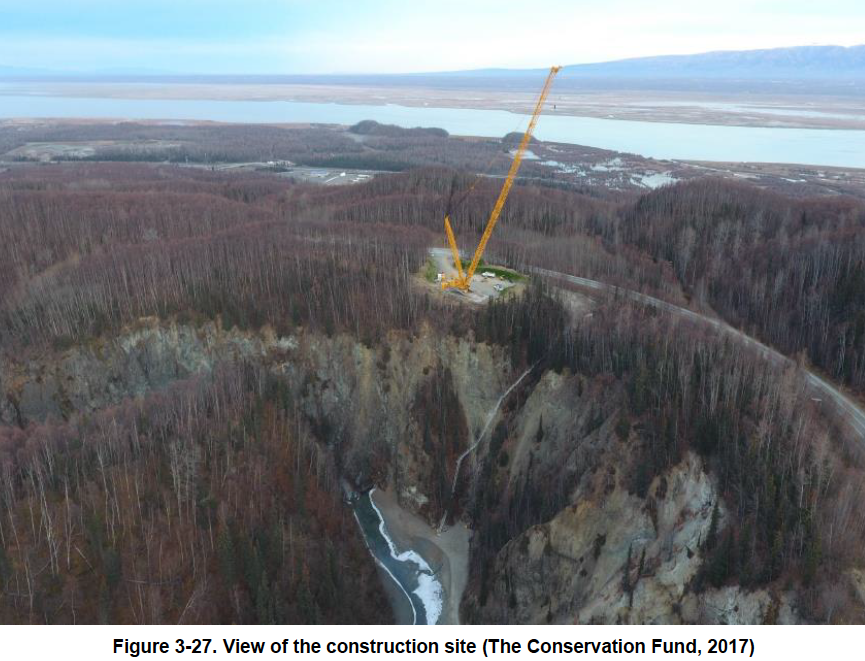 Figure 3-27. View of the construction site (The Conservation Fund, 2017)